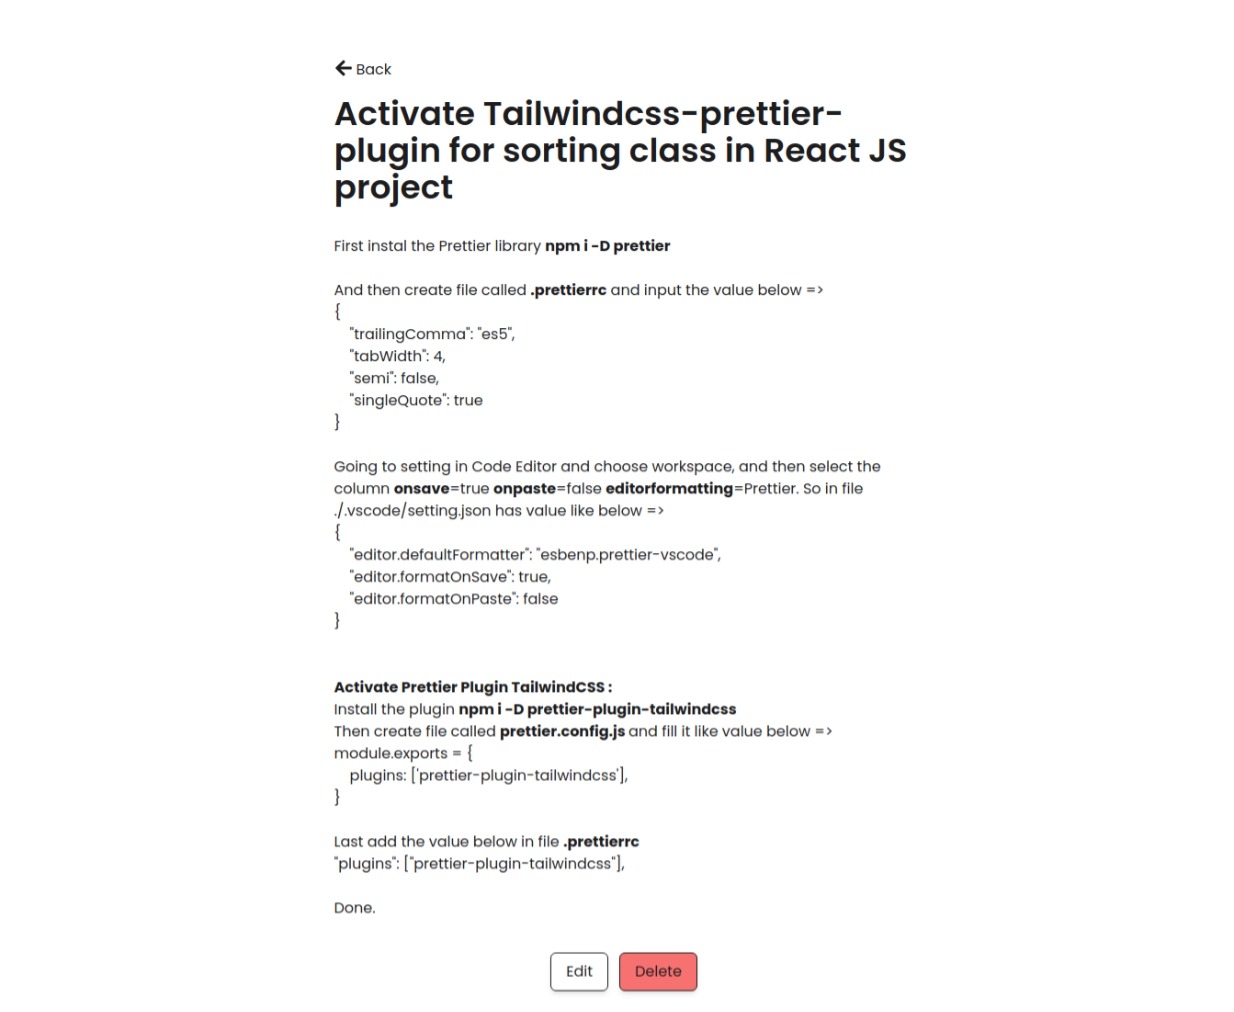 Back
Activate Tailwindcss-prettier-
plugin for sorting class in React JS
project
First instal the Prettier library npm i -D prettier
And then create file called .prettierrc and input the value below =>
{
"trailingComma": "es5",
"tabWidth": 4,
"semi": false,
"singleQuote": true
}
Going to setting in Code Editor and choose workspace, and then select the
column onsave=true onpaste=false editorformatting=Prettier. So in file
./.vscode/setting.json has value like below =>
{
"editor.defaultFormatter": "esbenp.prettier-vscode",
"editor.formatOnSave": true,
"editor.formatOnPaste": false
}
Activate Prettier Plugin TailwindCSS :
Install the plugin npm i -D prettier-plugin-tailwindcss
Then create file called prettier.config.js and fill it like value below =>
module.exports = {
plugins: ['prettier-plugin-tailwindcss'],
}
Last add the value below in file .prettierrc
"plugins": ["prettier-plugin-tailwindcss"],
Done.
Edit Delete